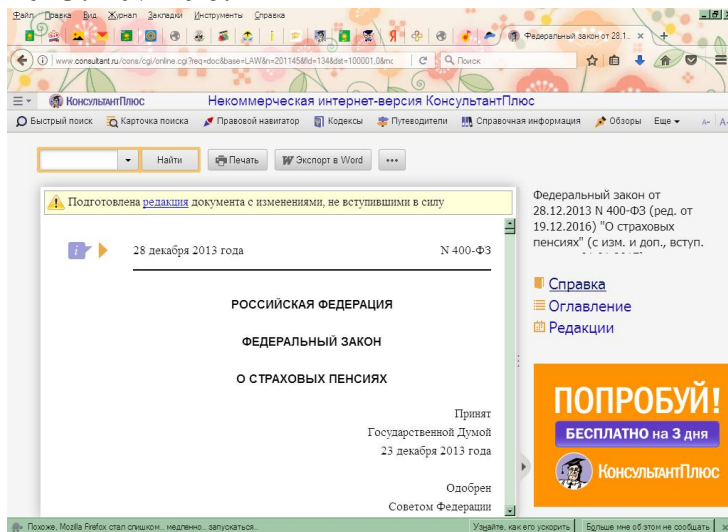 Файл Правка Вид Журнал Закладки Инструменты Справка
Федеральный закон от 28.1...
www.consultant.ru/cons/cgi/online.cgi?req=doc&base=LAW&n=201145&fld=134&dst=100001,0&rnd
Поиск
КонсультантПлюс Некоммерческая интернет-версия КонсультантПлюс
Быстрый поиск Карточка поиска Правовой навигатор Кодексы Путеводители Справочная информация Обзоры Еще
Найти Печать Экспорт в Word
Подготовлена редакция документа с изменениями, не вступившими в силу
28 декабря 2013 года N 400-ФЗ
РОССИЙСКАЯ ФЕДЕРАЦИЯ
ФЕДЕРАЛЬНЫЙ ЗАКОН
О СТРАХОВЫХ ПЕНСИЯХ
Принят
Государственной Думой
23 декабря 2013 года
Одобрен
Советом Федерации
Федеральный закон от
28.12.2013 N 400-ФЗ (ред. от
19.12.2016) "О страховых
пенсиях" (с изм. и доп., вступ.
Справка
Оглавление
Редакции
ПОПРОБУЙ!
БЕСПЛАТНО на 3 дня
КонсультантПлюс
Похоже, Mozilla Firefox стал слишком... медленно... запускаться... Узнайте, как его ускорить Больше мне об этом не сообщать